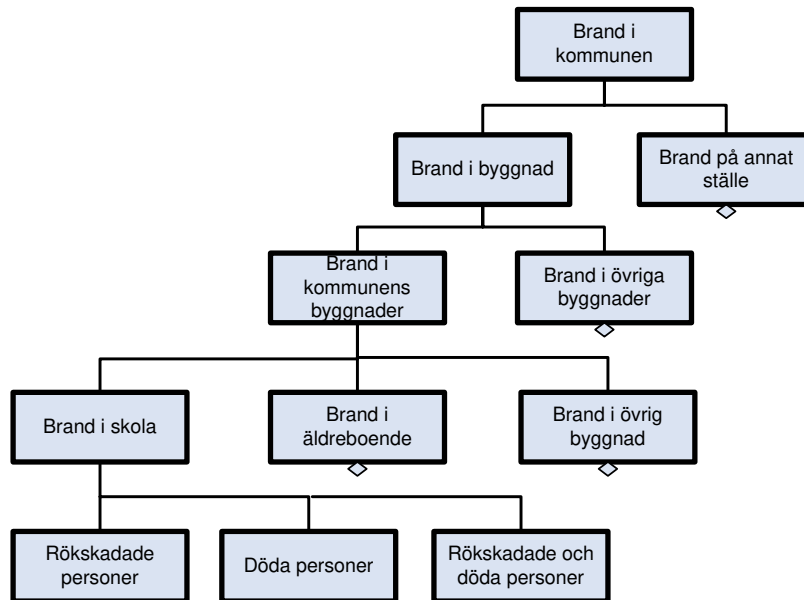 Brand i
kommunen
Brand i byggnad
Brand på annat
ställe
Brand i
kommunens
byggnader
Brand i övriga
byggnader
Brand i skola
Brand i
äldreboende
Brand i övrig
byggnad
Rökskadade
personer
Döda personer
Rökskadade och
döda personer